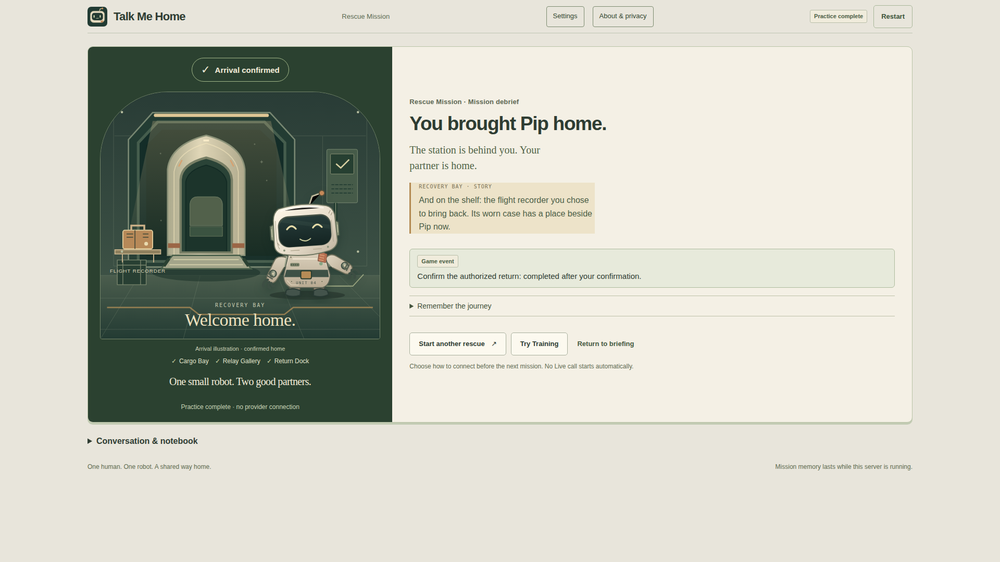 Talk Me Home
Rescue Mission
Settings
About & privacy
Practice complete
Restart
✓ Arrival confirmed
FLIGHT RECORDER
UNIT 04
RECOVERY BAY
Welcome home.
Arrival illustration · confirmed home
✓ Cargo Bay ✓ Relay Gallery ✓ Return Dock
One small robot. Two good partners.
Practice complete · no provider connection
Rescue Mission · Mission debrief
You brought Pip home.
The station is behind you. Your
partner is home.
RECOVERY BAY · STORY
And on the shelf: the flight recorder you chose
to bring back. Its worn case has a place beside
Pip now.
Game event
Confirm the authorized return: completed after your confirmation.
Remember the journey
Start another rescue ↗
Try Training
Return to briefing
Choose how to connect before the next mission. No Live call starts automatically.
Conversation & notebook
One human. One robot. A shared way home.
Mission memory lasts while this server is running.